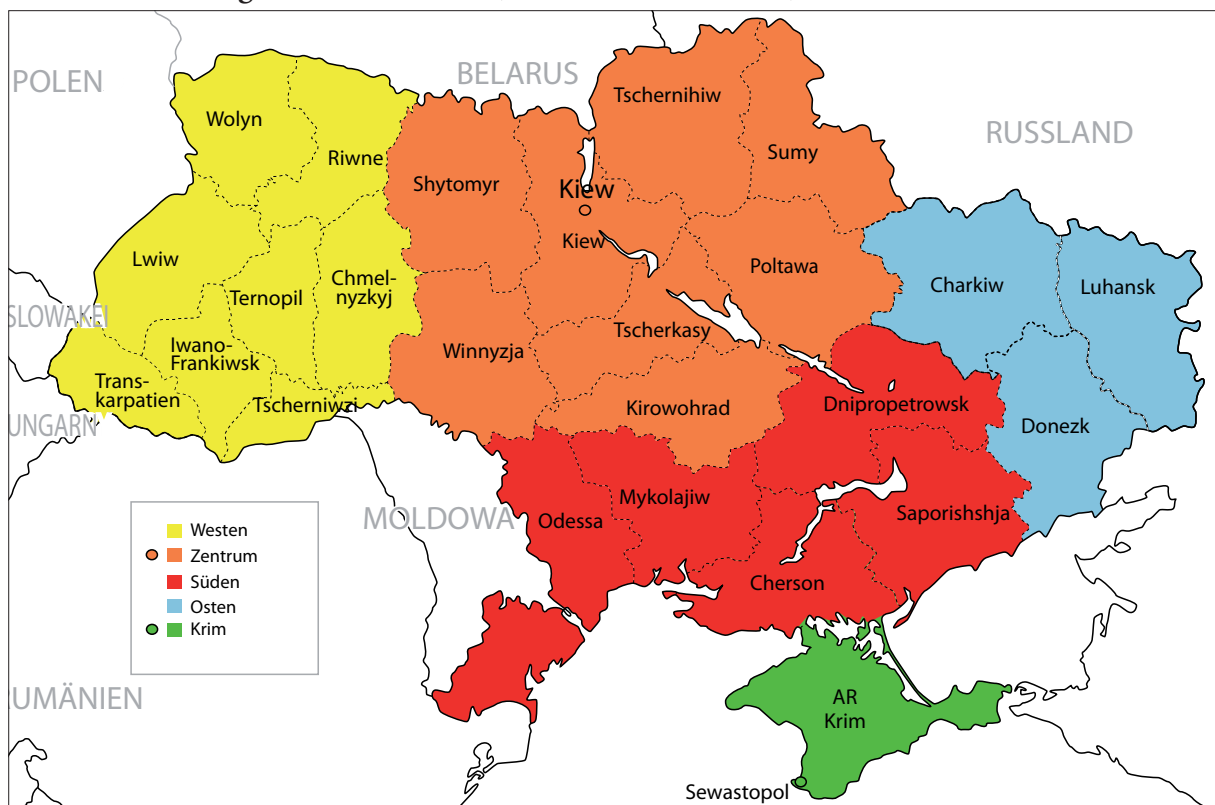 POLEN
BELARUS
RUSSLAND
SLOWAKEI
UNGARN
MOLDOWA
RUMÄNIEN
Wolyn
Riwne
Lwiw
Ternopil
Chmel-
nyzkyj
Iwano-
Frankiwsk
Trans-
karpatien
Tscherniwzi
Shytomyr
Kiew
Kiew
Tschernihiw
Sumy
Poltawa
Winnyzja
Tscherkasy
Kirowohrad
Charkiw
Luhansk
Donezk
Dnipropetrowsk
Saporishshja
Mykolajiw
Odessa
Cherson
AR
Krim
Sewastopol
Westen
Zentrum
Süden
Osten
Krim